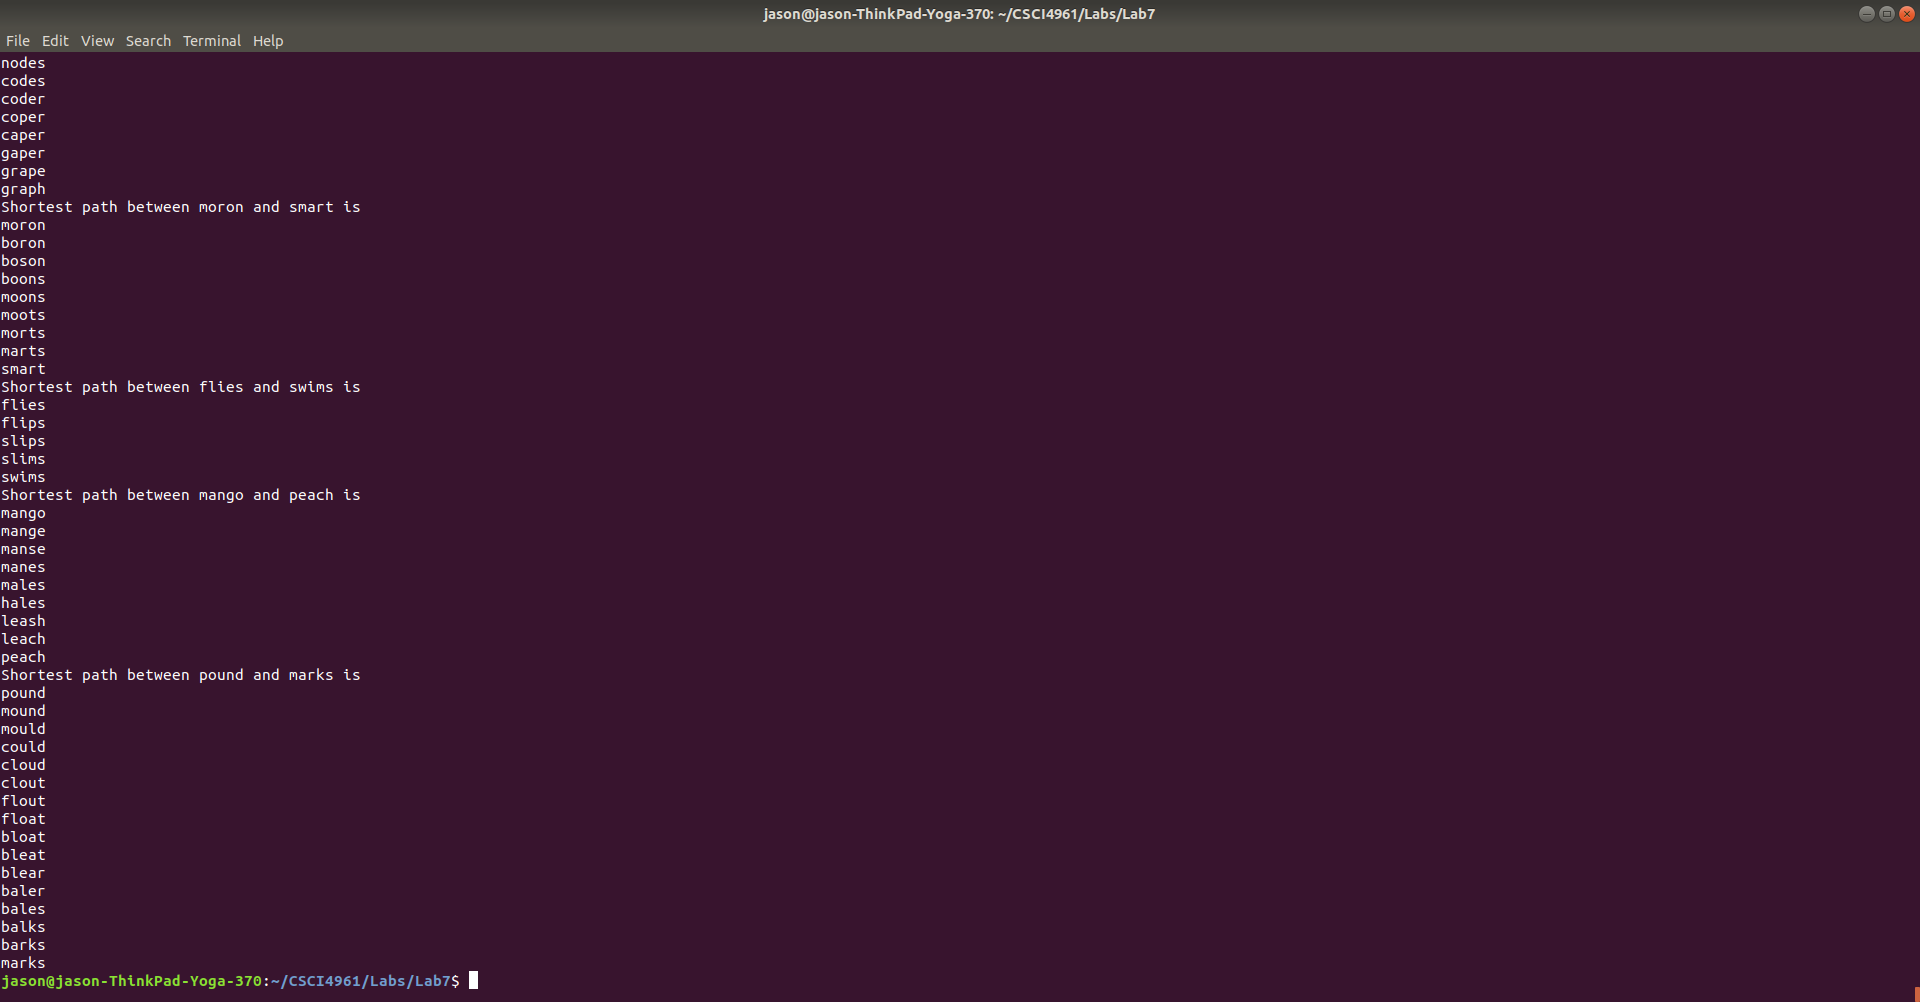 jason@jason-ThinkPad-Yoga-370: ~/CSCI4961/Labs/Lab7
File Edit View Search Terminal Help
nodes
codes
coder
coper
caper
gaper
grape
graph
Shortest path between moron and smart is
moron
boron
boson
boons
moons
moots
morts
marts
smart
Shortest path between flies and swims is
flies
flips
slips
slims
swims
Shortest path between mango and peach is
mango
mange
manse
manes
males
hales
leash
leach
peach
Shortest path between pound and marks is
pound
mound
mould
could
cloud
clout
flout
float
bloat
bleat
blear
baler
bales
balks
barks
marks
jason@jason-ThinkPad-Yoga-370:~/CSCI4961/Labs/Lab7$